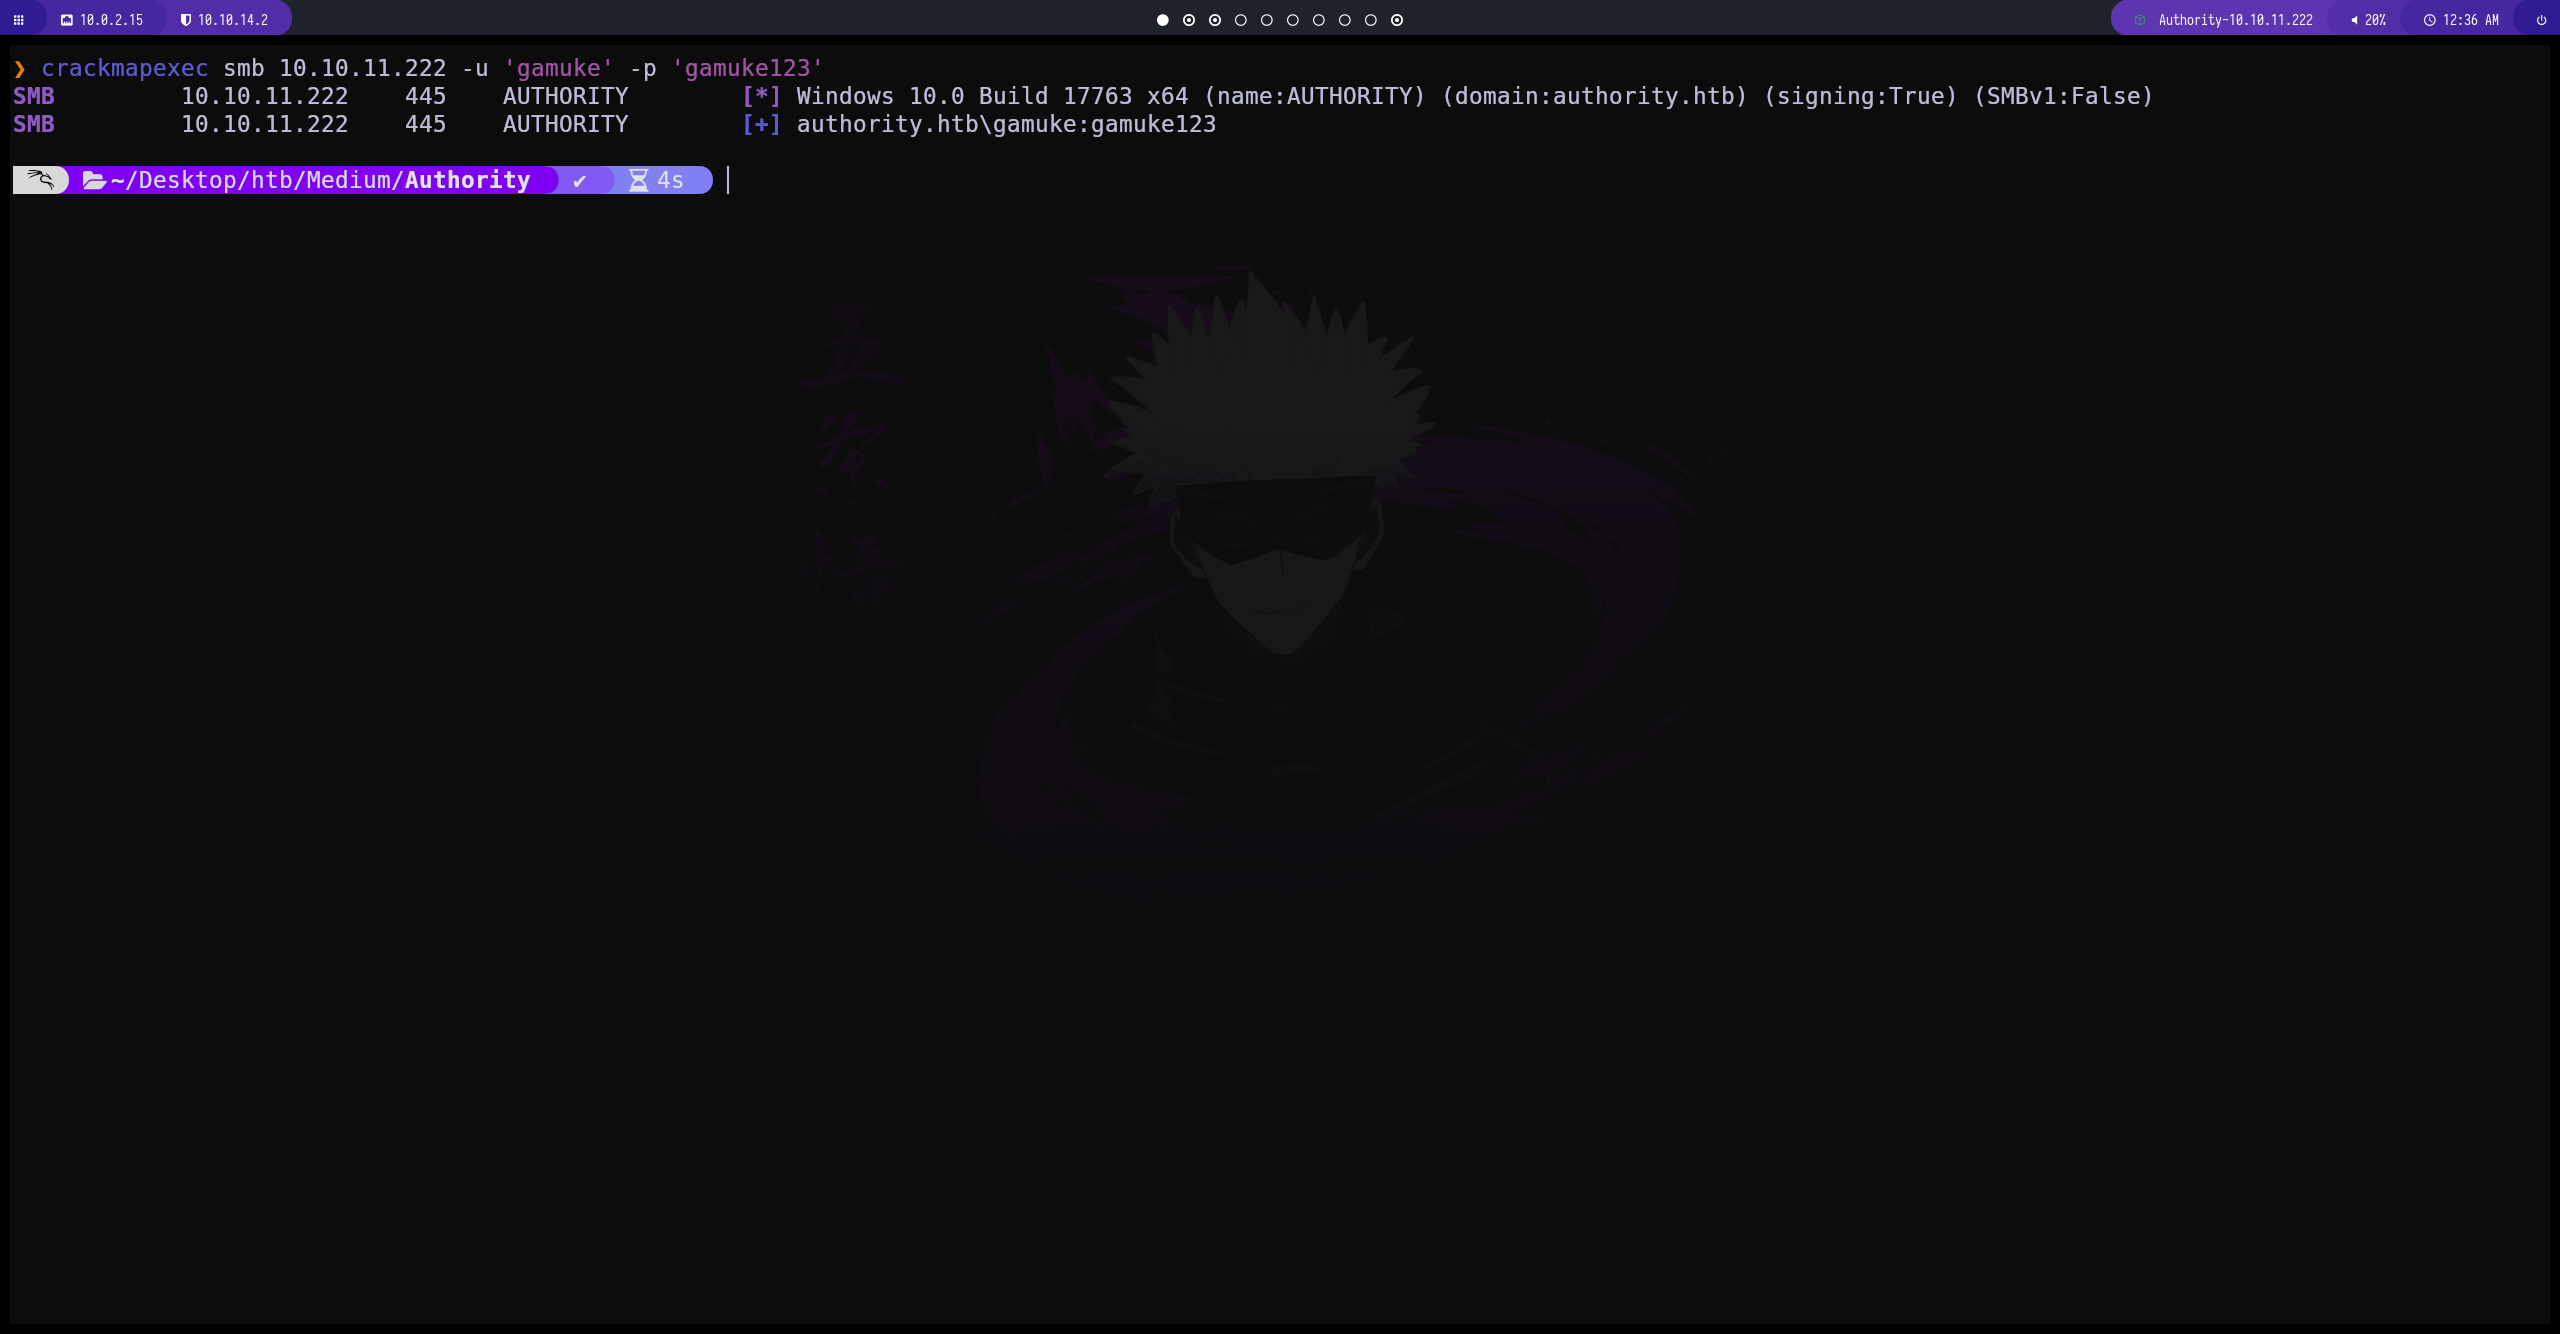 10.0.2.15 10.10.14.2 Authority-10.10.11.222 20% 12:36 AM
❯ crackmapexec smb 10.10.11.222 -u 'gamuke' -p 'gamuke123'
SMB 10.10.11.222 445 AUTHORITY [*] Windows 10.0 Build 17763 x64 (name:AUTHORITY) (domain:authority.htb) (signing:True) (SMBv1:False)
SMB 10.10.11.222 445 AUTHORITY [+] authority.htb\gamuke:gamuke123
~/Desktop/htb/Medium/Authority ✔ 4s
五
条
悟